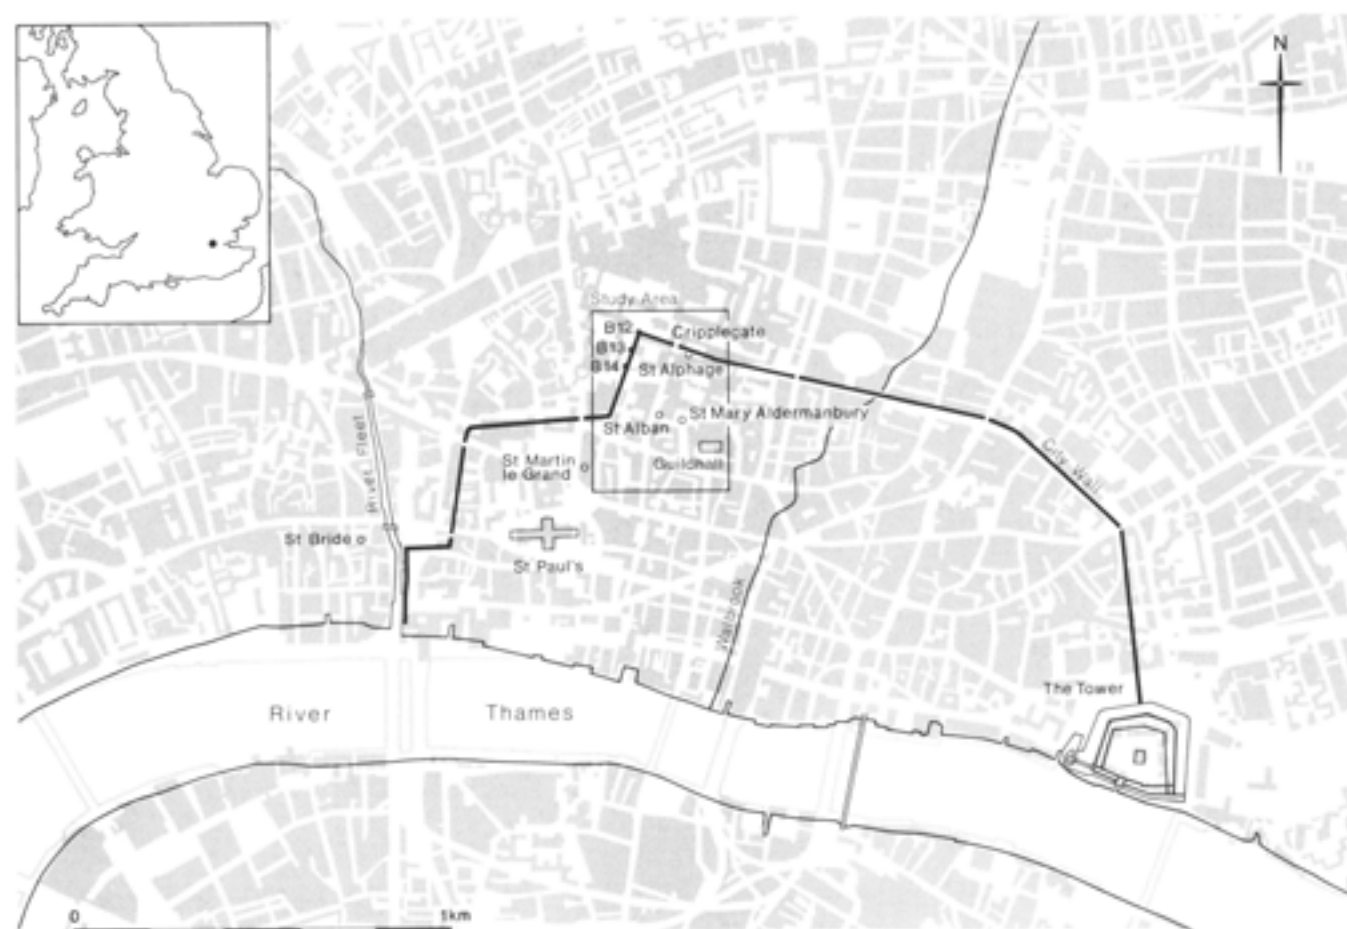 N
Study Area
B12
Cripplegate
B13
B14
St Alphage
St Mary Aldermanbury
St Alban
Guildhall
St Martin
le Grand
City Wall
River Fleet
St Bride
St Paul's
Walbrook
The Tower
River Thames
0 1km